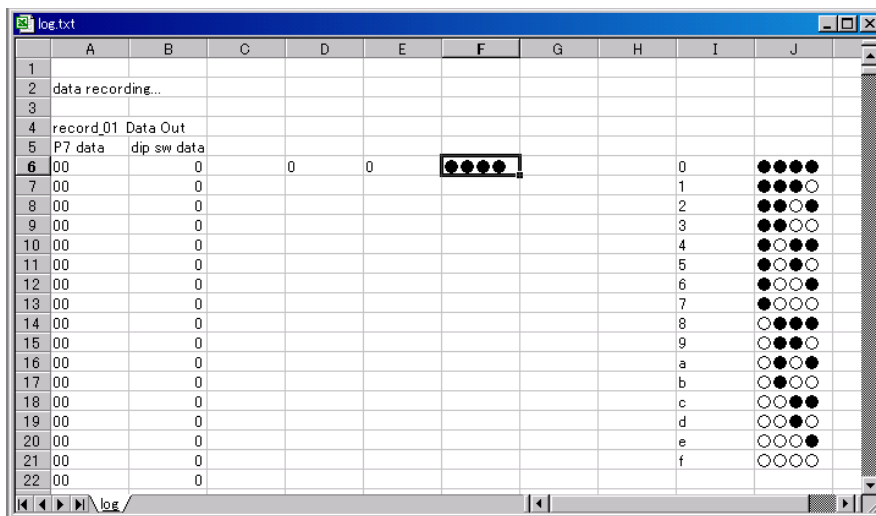 log.txt
A B C D E F G H I J
1
2 data recording...
3
4 record_01 Data Out
5 P7 data dip sw data
6 00 0 0 0 ●●●● 0 ●●●●
7 00 0 1 ●●●○
8 00 0 2 ●●○●
9 00 0 3 ●●○○
10 00 0 4 ●○●●
11 00 0 5 ●○●○
12 00 0 6 ●○○●
13 00 0 7 ●○○○
14 00 0 8 ○●●●
15 00 0 9 ○●●○
16 00 0 a ○●○●
17 00 0 b ○●○○
18 00 0 c ○○●●
19 00 0 d ○○●○
20 00 0 e ○○○●
21 00 0 f ○○○○
22 00 0
log